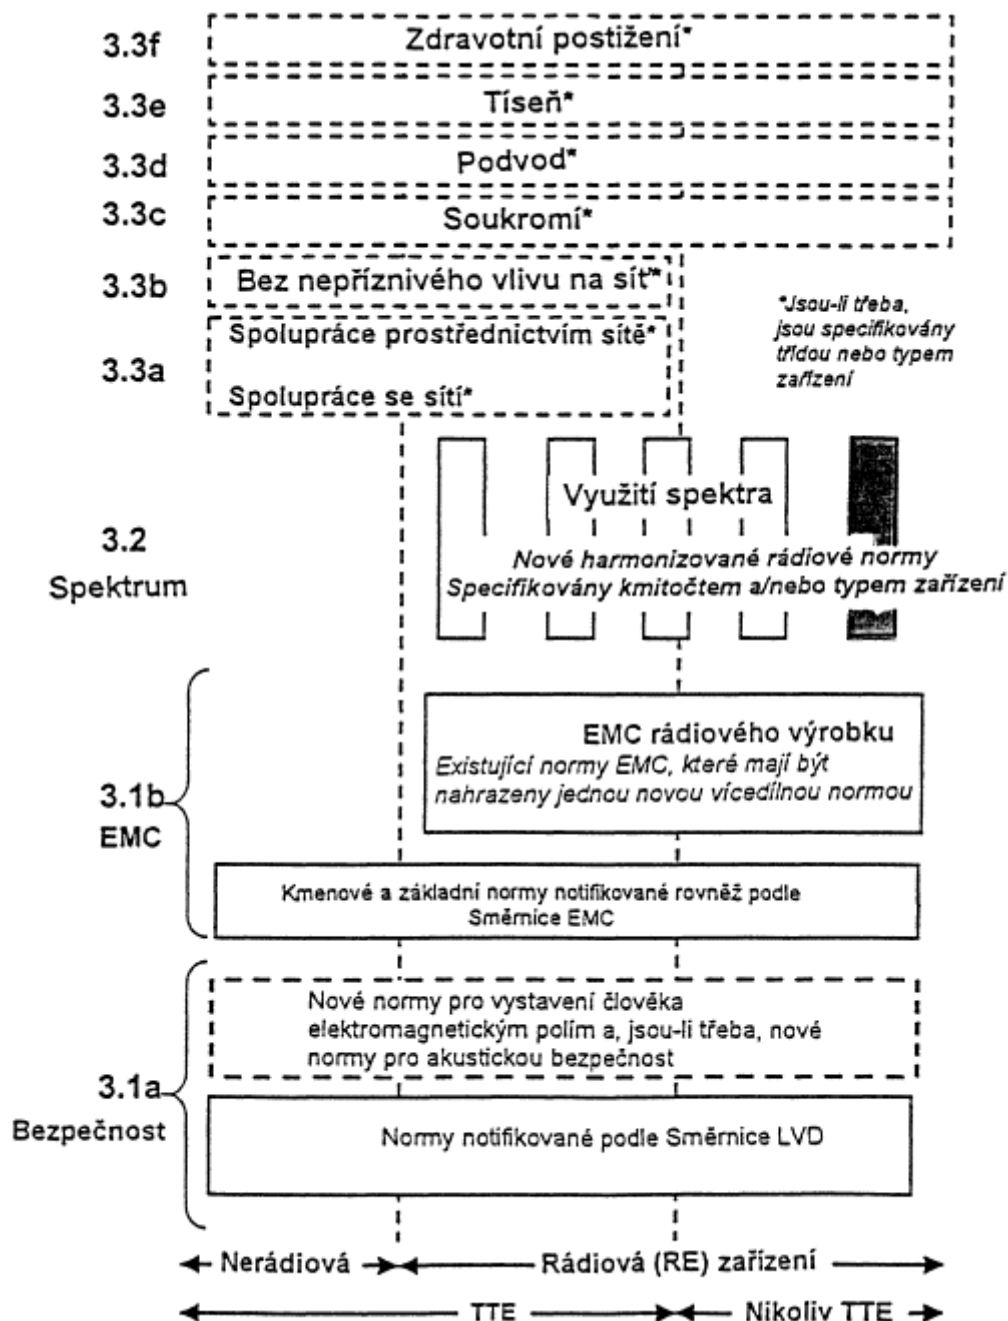 3.3f
Zdravotní postižení*
3.3e
Tíseň*
3.3d
Podvod*
3.3c
Soukromí*
3.3b
Bez nepříznivého vlivu na síť*
3.3a
Spolupráce prostřednictvím sítě*
Spolupráce se sítí*
*Jsou-li třeba,
jsou specifikovány
třídou nebo typem
zařízení
3.2
Spektrum
Využití spektra
Nové harmonizované rádiové normy
Specifikovány kmitočtem a/nebo typem zařízení
3.1b
EMC
EMC rádiového výrobku
Existující normy EMC, které mají být
nahrazeny jednou novou vícedílnou normou
Kmenové a základní normy notifikované rovněž podle
Směrnice EMC
3.1a
Bezpečnost
Nové normy pro vystavení člověka
elektromagnetickým polím a, jsou-li třeba, nové
normy pro akustickou bezpečnost
Normy notifikované podle Směrnice LVD
Nerádiová
Rádiová (RE) zařízení
TTE
Nikoliv TTE